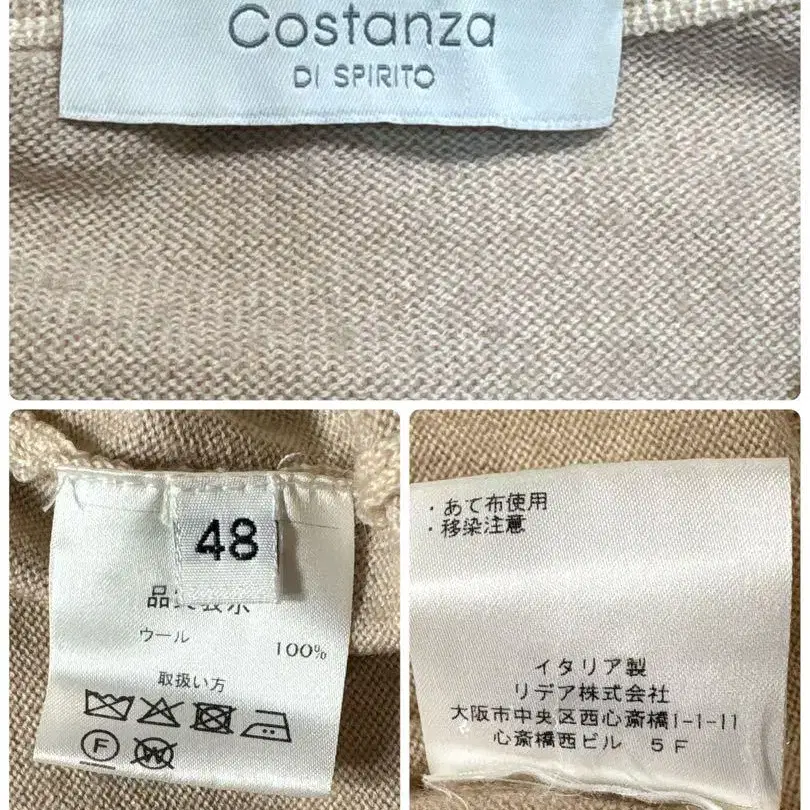 Costanza
DI SPIRITO
48
品質表示
ウール
100%
取扱い方
F
W
・あて布使用
・移染注意
イタリア製
リデア株式会社
大阪市中央区西心斎橋1-1-11
心斎橋西ビル 5F